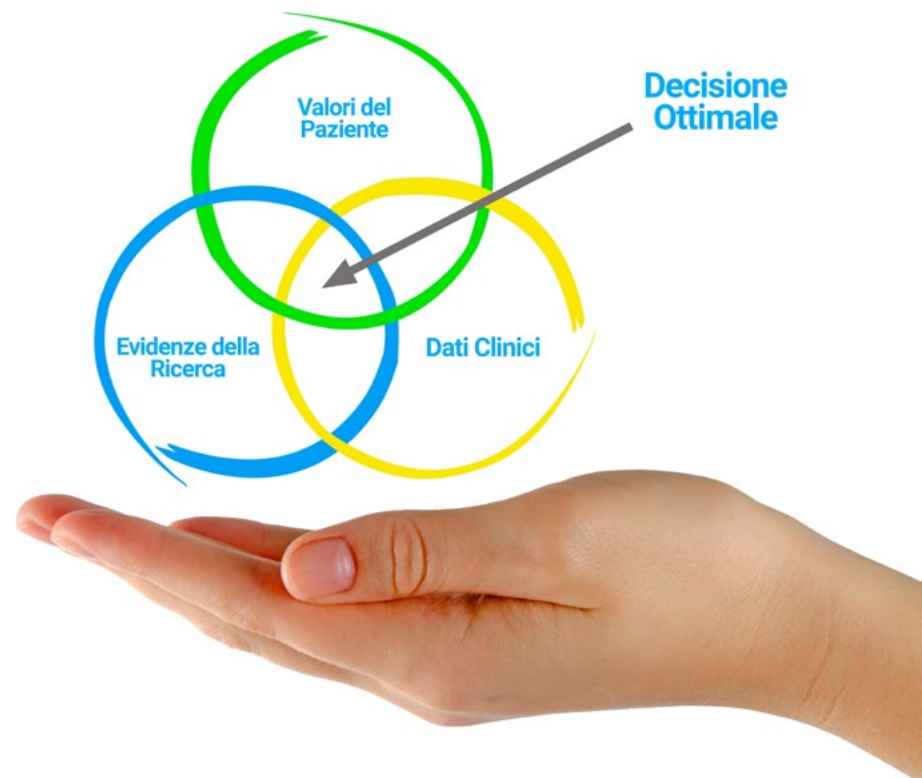 Valori del
Paziente
Decisione
Ottimale
Evidenze della
Ricerca
Dati Clinici